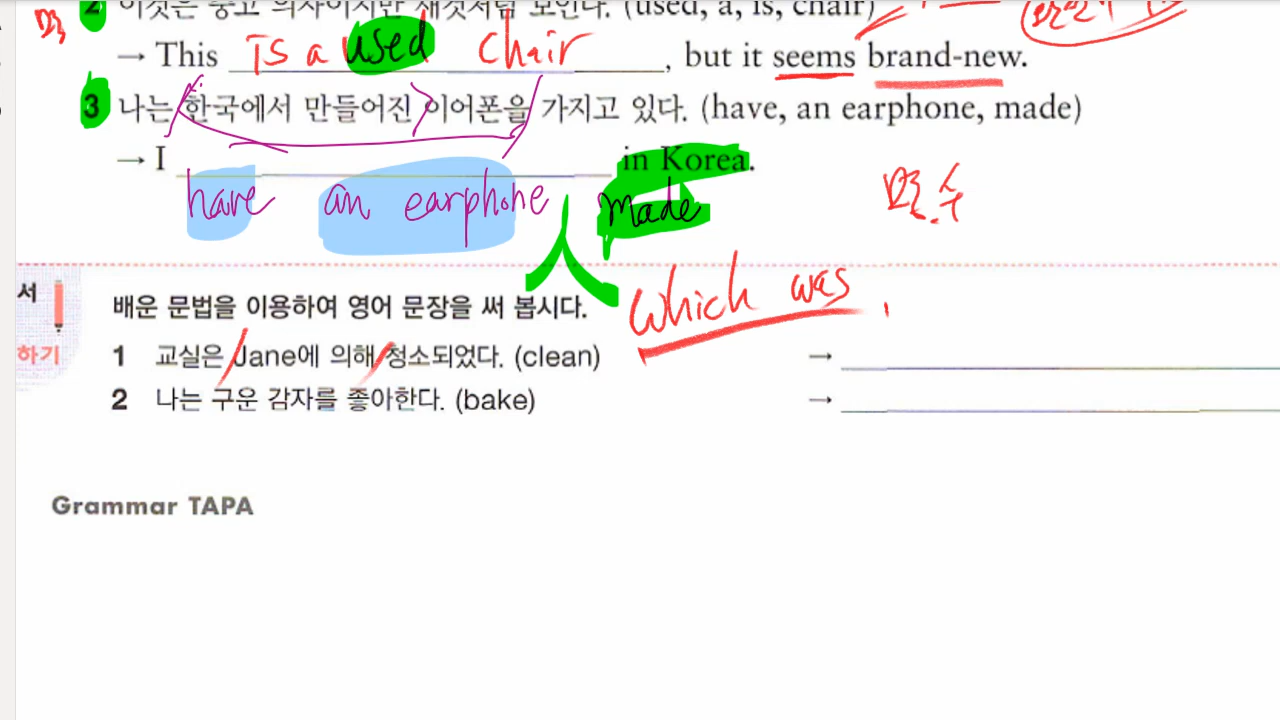 2 이것은 중고 의자이지만 새것처럼 보인다. (used, a, is, chair)
→ This is a used chair, but it seems brand-new.
3 나는 한국에서 만들어진 이어폰을 가지고 있다. (have, an earphone, made)
→ I in Korea.
have an earphone made
which was
서 배운 문법을 이용하여 영어 문장을 써 봅시다.
하기 1 교실은 Jane에 의해 청소되었다. (clean) →
2 나는 구운 감자를 좋아한다. (bake) →
Grammar TAPA